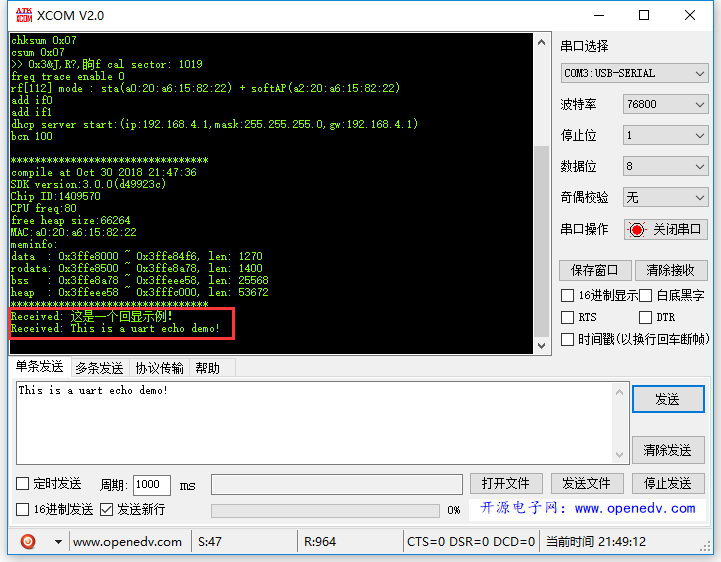 XCOM V2.0
chksum 0x07
csum 0x07
>> 0x3&J,R?,眴f cal sector: 1019
freq trace enable 0
rf[112] mode : sta(a0:20:a6:15:82:22) + softAP(a2:20:a6:15:82:22)
add if0
add if1
dhcp server start:(ip:192.168.4.1,mask:255.255.255.0,gw:192.168.4.1)
bcn 100
*********************************
compile at Oct 30 2018 21:47:36
SDK version:3.0.0(d49923c)
Chip ID:1409570
CPU freq:80
free heap size:66264
MAC:a0:20:a6:15:82:22
meminfo:
data : 0x3ffe8000 ~ 0x3ffe84f6, len: 1270
rodata: 0x3ffe8500 ~ 0x3ffe8a78, len: 1400
bss : 0x3ffe8a78 ~ 0x3ffeee58, len: 25568
heap : 0x3ffeee58 ~ 0x3fffc000, len: 53672
*********************************
Received: 这是一个回显示例!
Received: This is a uart echo demo!
串口选择
COM3:USB-SERIAL
波特率 76800
停止位 1
数据位 8
奇偶校验 无
串口操作 关闭串口
保存窗口 清除接收
16进制显示 白底黑字
RTS DTR
时间戳(以换行回车断帧)
单条发送 多条发送 协议传输 帮助
This is a uart echo demo!
发送
清除发送
定时发送 周期: 1000 ms 打开文件 发送文件 停止发送
16进制发送 发送新行 0% 开源电子网：www.openedv.com
www.openedv.com S:47 R:964 CTS=0 DSR=0 DCD=0 当前时间 21:49:12